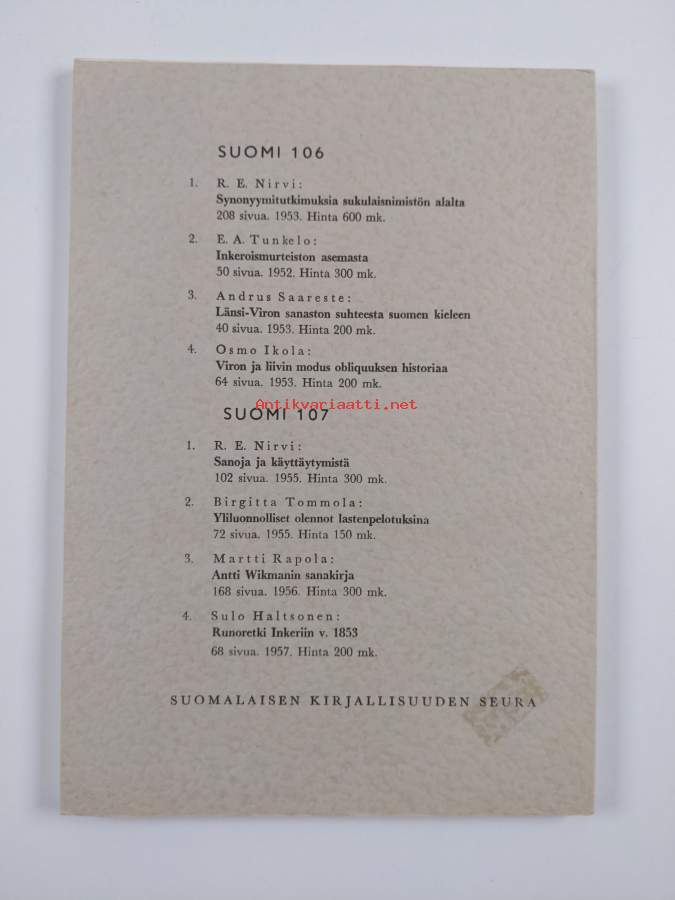 SUOMI 106
1. R. E. Nirvi:
Synonyymitutkimuksia sukulaisnimistön alalta
208 sivua. 1953. Hinta 600 mk.
2. E. A. Tunkelo:
Inkeroismurteiston asemasta
50 sivua. 1952. Hinta 300 mk.
3. Andrus Saareste:
Länsi-Viron sanaston suhteesta suomen kieleen
40 sivua. 1953. Hinta 200 mk.
4. Osmo Ikola:
Viron ja liivin modus obliquuksen historiaa
64 sivua. 1953. Hinta 200 mk.
Antikvariaatti.net
SUOMI 107
1. R. E. Nirvi:
Sanoja ja käyttäytymistä
102 sivua. 1955. Hinta 300 mk.
2. Birgitta Tommola:
Yliluonnolliset olennot lastenpelotuksina
72 sivua. 1955. Hinta 150 mk.
3. Martti Rapola:
Antti Wikmanin sanakirja
168 sivua. 1956. Hinta 300 mk.
4. Sulo Haltsonen:
Runoretki Inkeriin v. 1853
68 sivua. 1957. Hinta 200 mk.
SUOMALAISEN KIRJALLISUUDEN SEURA